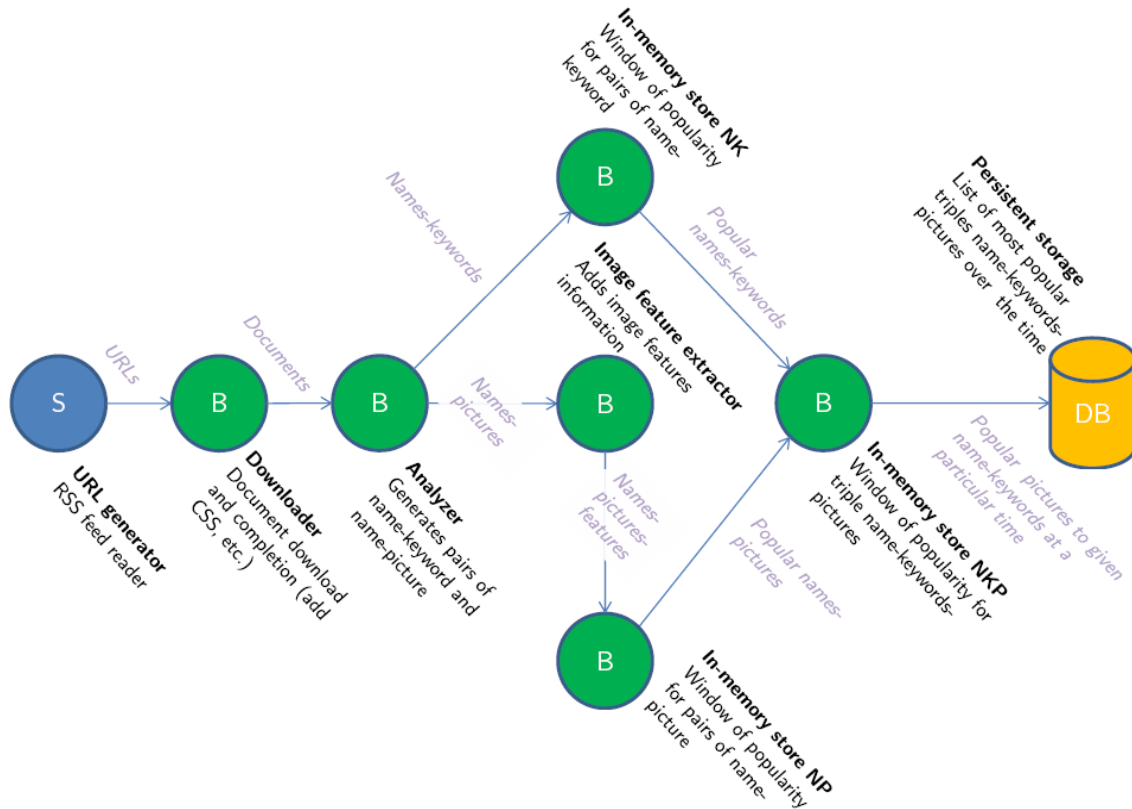 S
URLs
URL generator
RSS feed reader
B
Downloader
Document download
and completion (add
CSS, etc.)
Documents
B
Analyzer
Generates pairs of
name-keyword and
name-picture
Names-keywords
B
In-memory store NK
Window of popularity
for pairs of name-
keyword
Names-
pictures
B
Image feature extractor
Adds image features
information
Names-
pictures-
features
B
In-memory store NP
Window of popularity
for pairs of name-
picture
Popular
names-keywords
Popular names-
pictures
B
In-memory store NKP
Window of popularity for
triple name-keywords-
pictures
Popular pictures to given
name-keywords at a
particular time
DB
Persistent storage
List of most popular
triples name-keywords-
pictures over the time